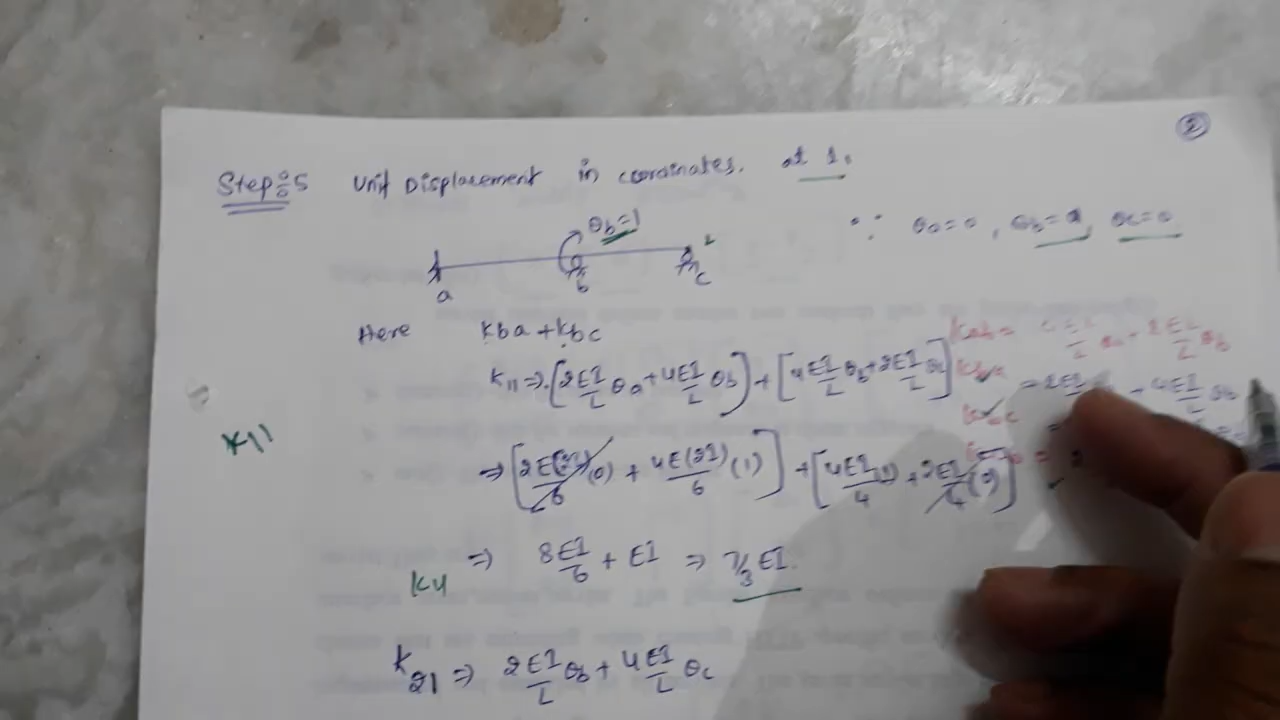 2
Step:5 Unit Displacement in coordinates. at 1.
θb=1
∵ θa=0, θb=1, θc=0
a b c
Here kba + kbc
K11 ⇒ [2EI/L θa + 4EI/L θb] + [4EI/L θb + 2EI/L θc]
K11
⇒ [2E(2I)/6 (0) + 4E(2I)/6 (1)] + [4EI/4 (1) + 2EI/4 (0)]
K11 ⇒ 8EI/6 + EI ⇒ 7/3 EI.
K21 ⇒ 2EI/L θb + 4EI/L θc